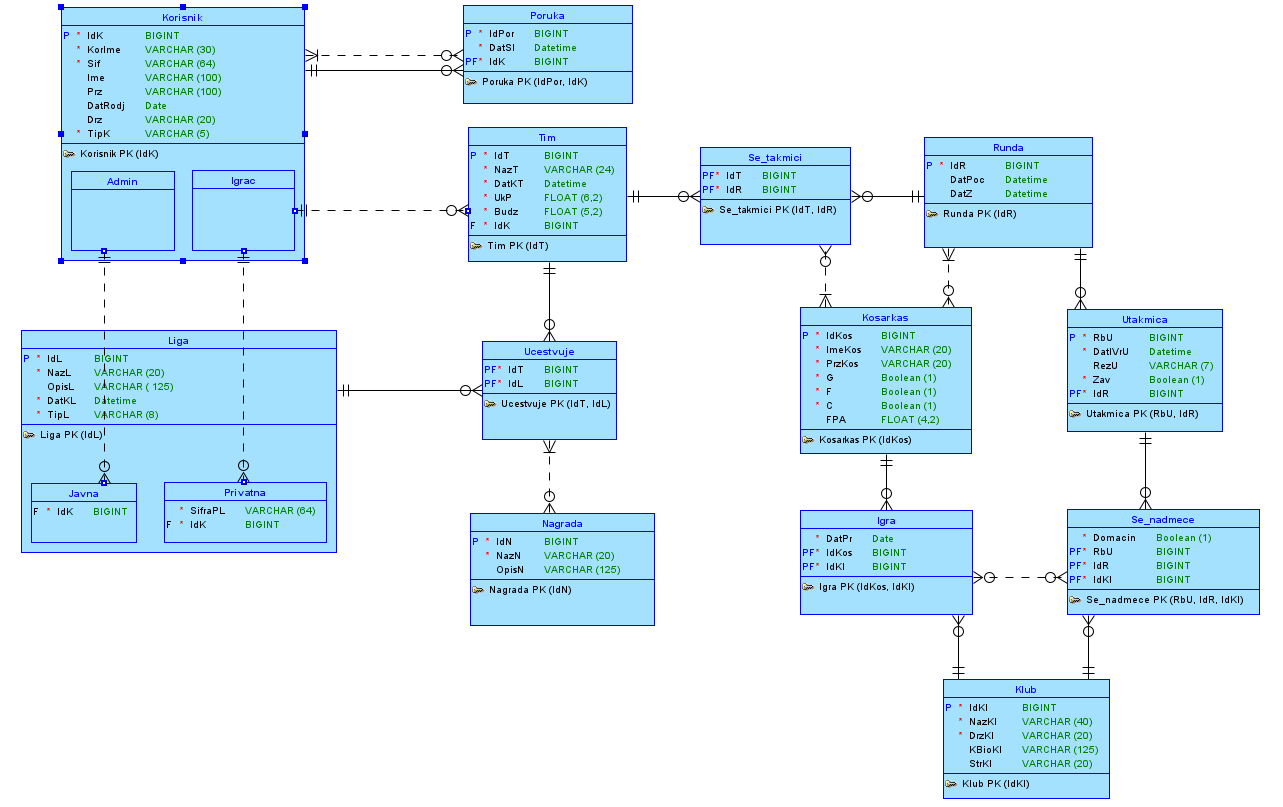 Korisnik
P * IdK BIGINT
* KorIme VARCHAR (30)
* Sif VARCHAR (64)
Ime VARCHAR (100)
Prz VARCHAR (100)
DatRodj Date
Drz VARCHAR (20)
* TipK VARCHAR (5)
Korisnik PK (IdK)
Admin
Igrac
Poruka
P * IdPor BIGINT
* DatSl Datetime
PF* IdK BIGINT
Poruka PK (IdPor, IdK)
Tim
P * IdT BIGINT
* NazT VARCHAR (24)
* DatKT Datetime
* UkP FLOAT (6,2)
* Budz FLOAT (5,2)
F * IdK BIGINT
Tim PK (IdT)
Se_takmici
PF* IdT BIGINT
PF* IdR BIGINT
Se_takmici PK (IdT, IdR)
Runda
P * IdR BIGINT
DatPoc Datetime
DatZ Datetime
Runda PK (IdR)
Liga
P * IdL BIGINT
* NazL VARCHAR (20)
OpisL VARCHAR ( 125)
* DatKL Datetime
* TipL VARCHAR (8)
Liga PK (IdL)
Javna
F * IdK BIGINT
Privatna
* SifraPL VARCHAR (64)
F * IdK BIGINT
Ucestvuje
PF* IdT BIGINT
PF* IdL BIGINT
Ucestvuje PK (IdT, IdL)
Nagrada
P * IdN BIGINT
* NazN VARCHAR (20)
OpisN VARCHAR (125)
Nagrada PK (IdN)
Kosarkas
P * IdKos BIGINT
* ImeKos VARCHAR (20)
* PrzKos VARCHAR (20)
* G Boolean (1)
* F Boolean (1)
* C Boolean (1)
FPA FLOAT (4,2)
Kosarkas PK (IdKos)
Utakmica
P * RbU BIGINT
* DatIVrU Datetime
RezU VARCHAR (7)
* Zav Boolean (1)
PF* IdR BIGINT
Utakmica PK (RbU, IdR)
Igra
* DatPr Date
PF* IdKos BIGINT
PF* IdKl BIGINT
Igra PK (IdKos, IdKl)
Se_nadmece
* Domacin Boolean (1)
PF* RbU BIGINT
PF* IdR BIGINT
PF* IdKl BIGINT
Se_nadmece PK (RbU, IdR, IdKl)
Klub
P * IdKl BIGINT
* NazKl VARCHAR (40)
* DrzKl VARCHAR (20)
KBioKl VARCHAR (125)
StrKl VARCHAR (20)
Klub PK (IdKl)